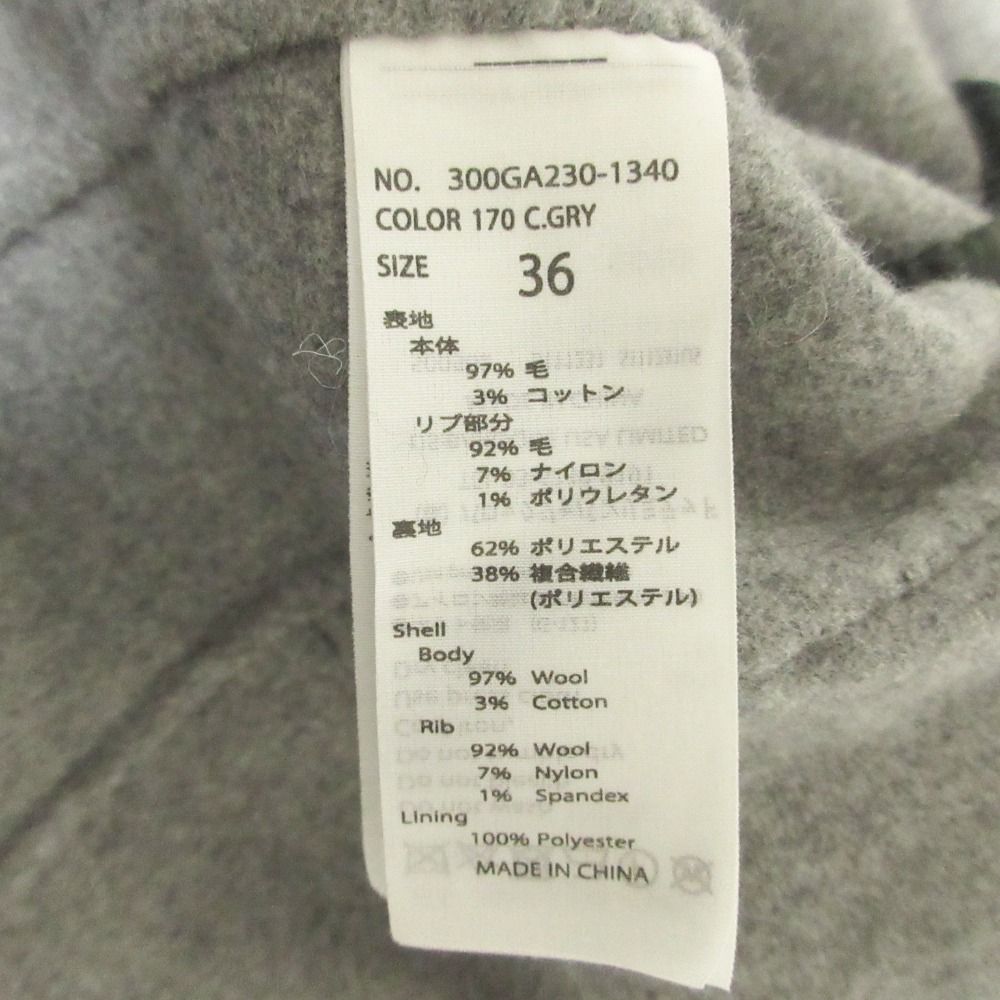 NO. 300GA230-1340
COLOR 170 C.GRY
SIZE 36
表地
本体
97% 毛
3% コットン
リブ部分
92% 毛
7% ナイロン
1% ポリウレタン
裏地
62% ポリエステル
38% 複合繊維
(ポリエステル)
Shell
Body
97% Wool
3% Cotton
Rib
92% Wool
7% Nylon
1% Spandex
Lining
100% Polyester
MADE IN CHINA